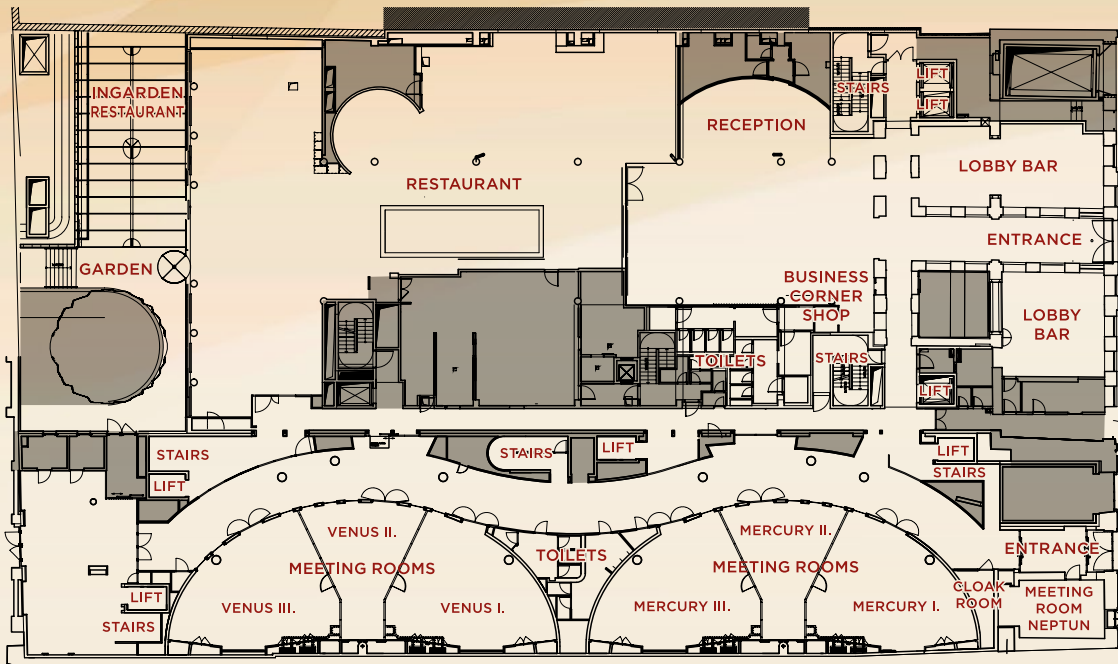 INGARDEN
RESTAURANT
STAIRS
LIFT
LIFT
RECEPTION
LOBBY BAR
RESTAURANT
ENTRANCE
GARDEN
BUSINESS
CORNER
SHOP
LOBBY
BAR
TOILETS
STAIRS
LIFT
STAIRS
LIFT
STAIRS
LIFT
LIFT
STAIRS
VENUS II.
MEETING ROOMS
VENUS III.
VENUS I.
TOILETS
MERCURY II.
MEETING ROOMS
MERCURY III.
MERCURY I.
ENTRANCE
CLOAK
ROOM
MEETING
ROOM
NEPTUN
LIFT
STAIRS